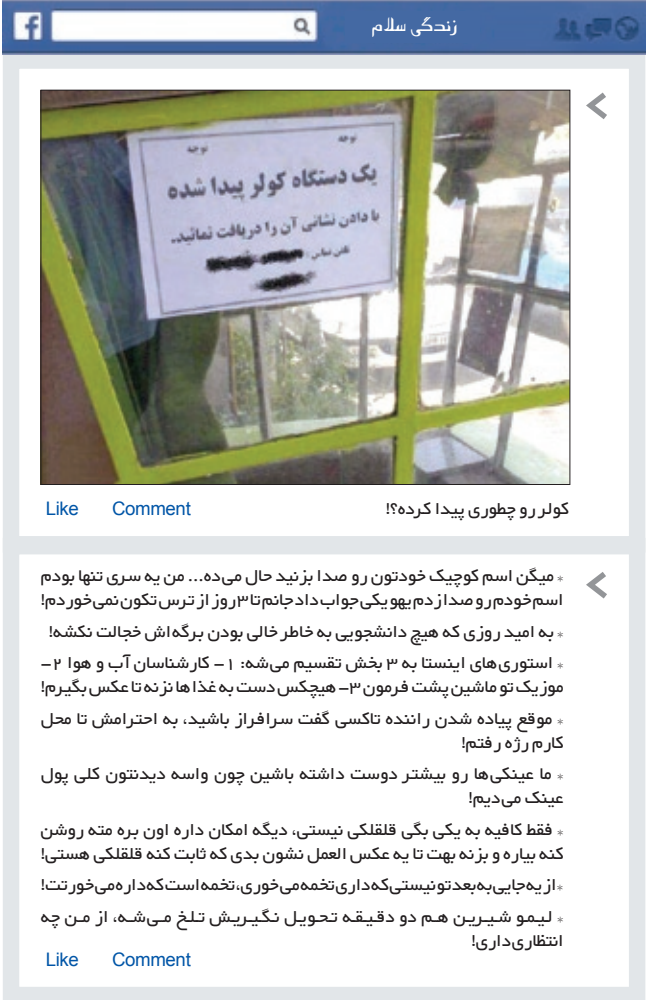 زندگی سلام
توجه
توجه
یک دستگاه کولر پیدا شده
با دادن نشانی آن را دریافت نمائید.
تلفن تماس:
کولر رو چطوری پیدا کرده؟!
Like Comment
* میگن اسم کوچیک خودتون رو صدا بزنید حال می‌ده... من یه سری تنها بودم
اسم خودم رو صدا زدم یهو یکی جواب داد جانم تا ۳ روز از ترس تکون نمی‌خوردم!
* به امید روزی که هیچ دانشجویی به خاطر خالی بودن برگه‌اش خجالت نکشه!
* استوری‌های اینستا به ۳ بخش تقسیم می‌شه: ۱- کارشناسان آب و هوا ۲-
موزیک تو ماشین پشت فرمون ۳- هیچکس دست به غذاها نزنه تا عکس بگیرم!
* موقع پیاده شدن راننده تاکسی گفت سرافراز باشید، به احترامش تا محل
کارم رژه رفتم!
* ما عینکی‌ها رو بیشتر دوست داشته باشین چون واسه دیدنتون کلی پول
عینک می‌دیم!
* فقط کافیه به یکی بگی قلقلکی نیستی، دیگه امکان داره اون بره مته روشن
کنه بیاره و بزنه بهت تا یه عکس العمل نشون بدی که ثابت کنه قلقلکی هستی!
* از یه جایی به بعد تو نیستی که داری تخمه می‌خوری، تخمه است که داره می‌خورتت!
* لیمو شیرین هم دو دقیقه تحویل نگیریش تلخ می‌شه، از من چه
انتظاری داری!
Like Comment